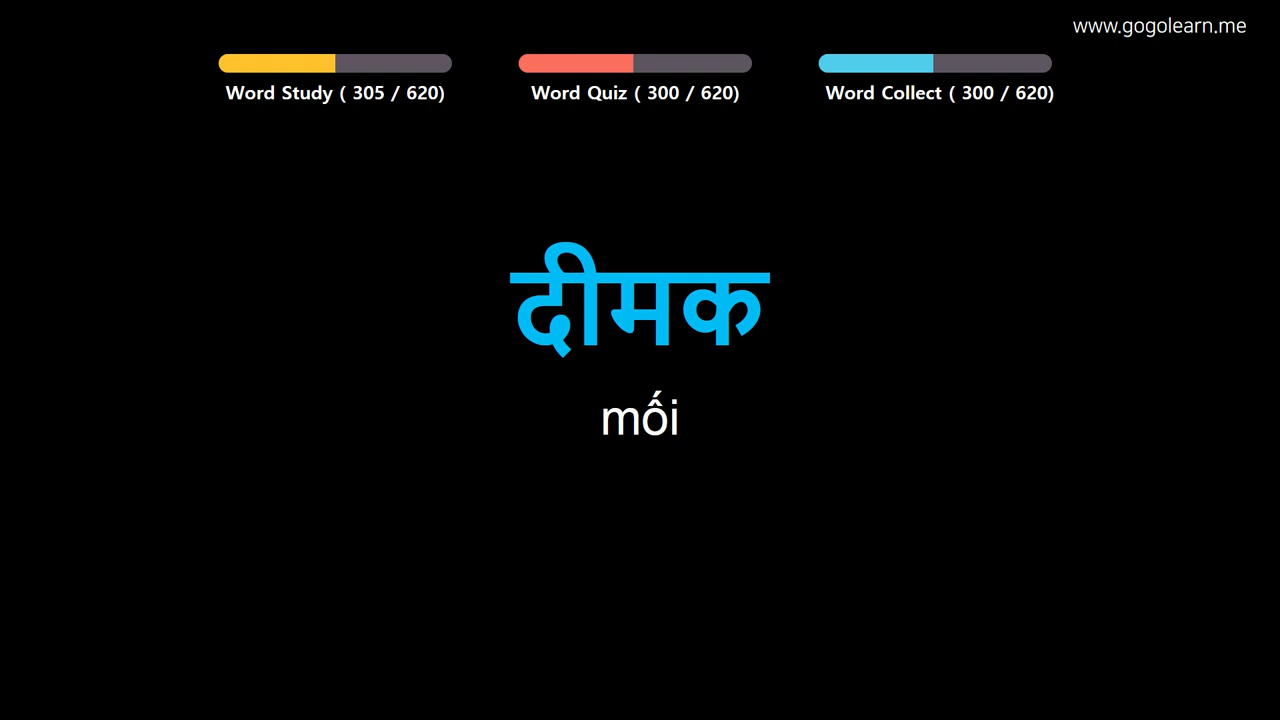 www.gogolearn.me
Word Study ( 305 / 620)
Word Quiz ( 300 / 620)
Word Collect ( 300 / 620)
दीमक
mối